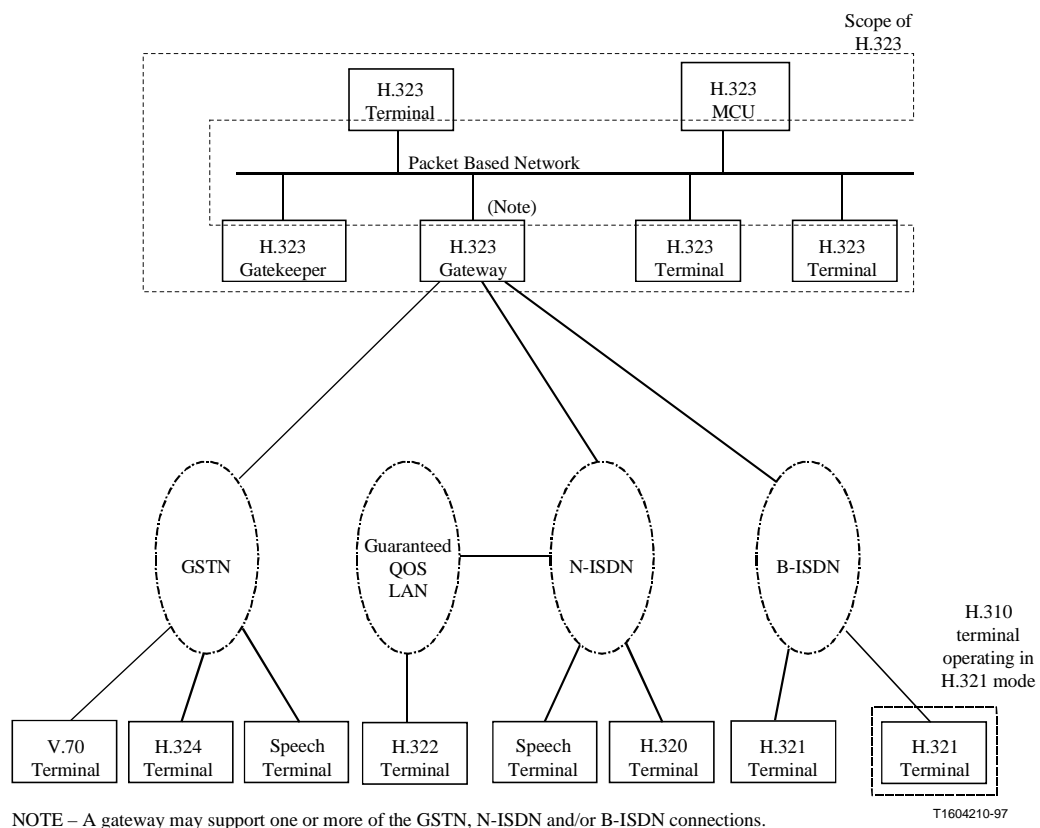 Scope of
H.323
H.323
Terminal
H.323
MCU
Packet Based Network
(Note)
H.323
Gatekeeper
H.323
Gateway
H.323
Terminal
H.323
Terminal
GSTN
Guaranteed
QOS
LAN
N-ISDN
B-ISDN
H.310
terminal
operating in
H.321 mode
V.70
Terminal
H.324
Terminal
Speech
Terminal
H.322
Terminal
Speech
Terminal
H.320
Terminal
H.321
Terminal
H.321
Terminal
T1604210-97
NOTE – A gateway may support one or more of the GSTN, N-ISDN and/or B-ISDN connections.